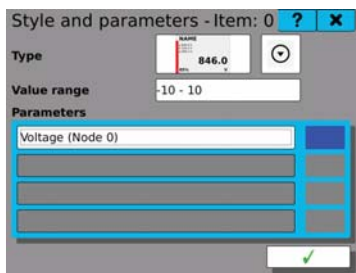 Style and parameters - Item: 0 ? ×
Type
NAME
846.0
Value range
-10 - 10
Parameters
Voltage (Node 0)